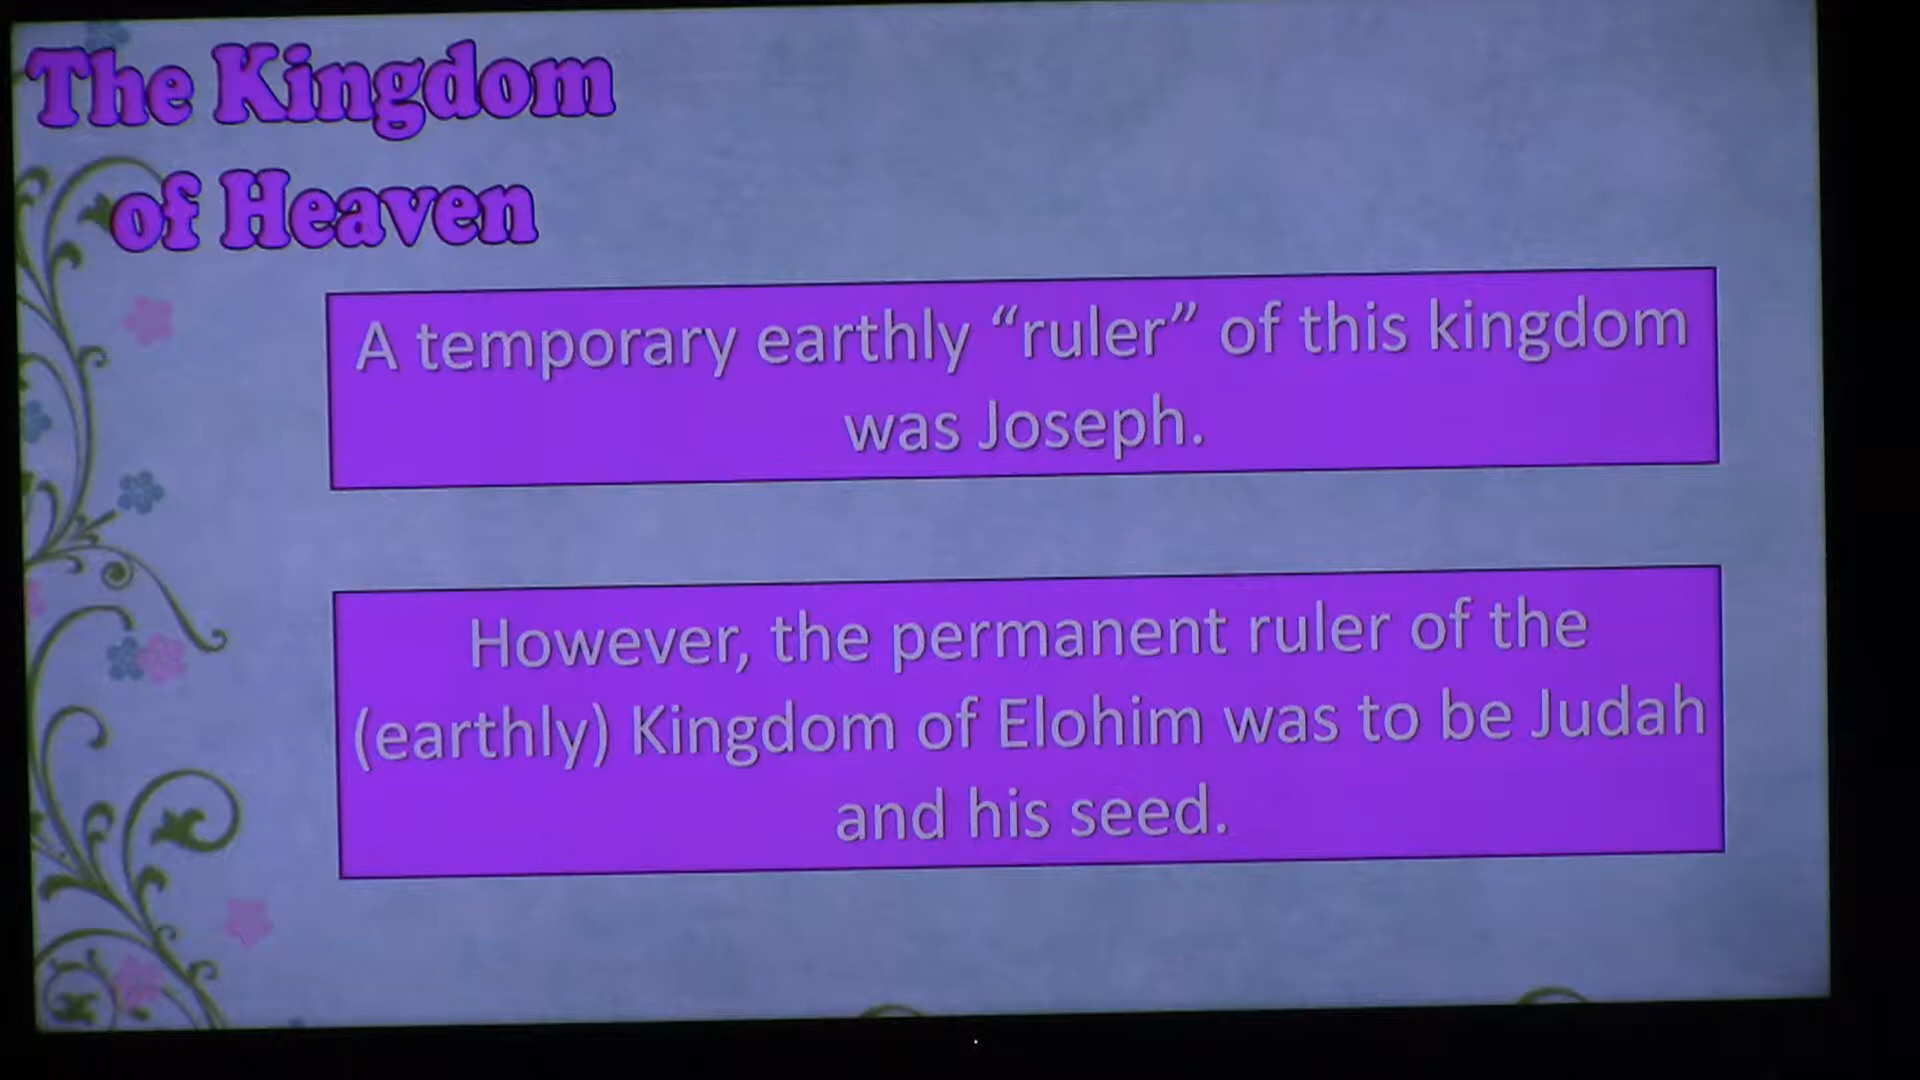 The Kingdom
of Heaven
A temporary earthly “ruler” of this kingdom
was Joseph.
However, the permanent ruler of the
(earthly) Kingdom of Elohim was to be Judah
and his seed.